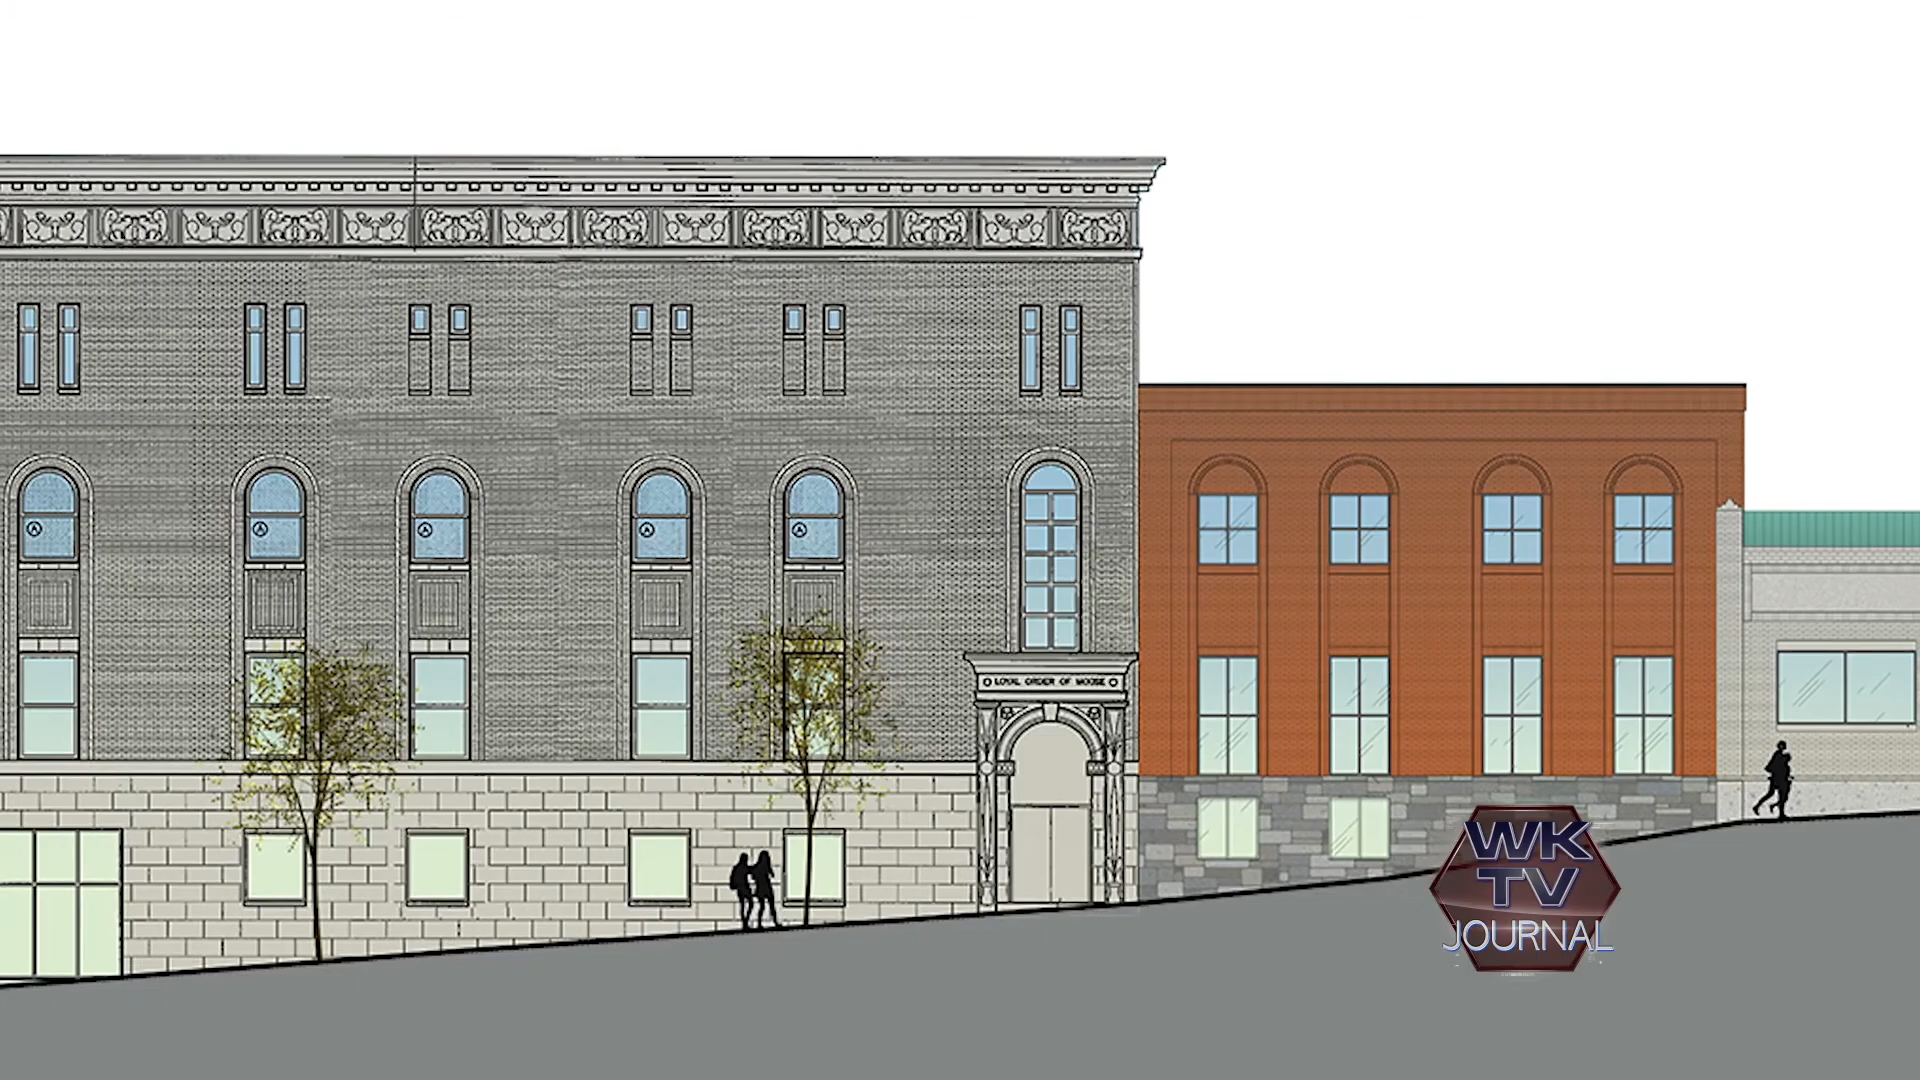 Ⓐ Ⓐ Ⓐ Ⓐ Ⓐ
LOYAL ORDER OF MOOSE
WK
TV
JOURNAL